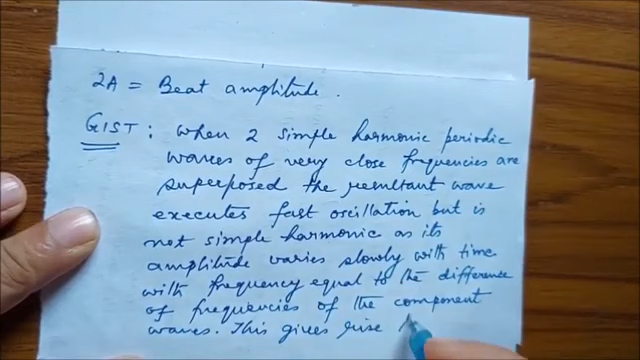 2A = Beat amplitude.
GIST: When 2 simple harmonic periodic
waves of very close frequencies are
superposed the resultant wave
executes fast oscillation but is
not simple harmonic as its
amplitude varies slowly with time
with frequency equal to the difference
of frequencies of the component
waves. This gives rise